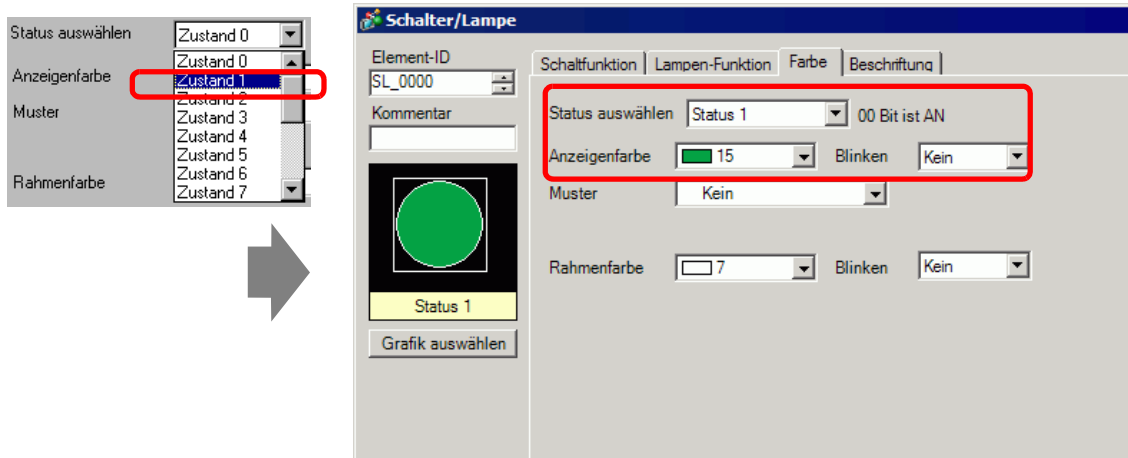 Status auswählen Zustand 0
Zustand 0
Anzeigenfarbe Zustand 1
Zustand 2
Muster Zustand 3
Zustand 4
Zustand 5
Rahmenfarbe Zustand 6
Zustand 7
Schalter/Lampe
Element-ID
SL_0000
Kommentar
Status 1
Grafik auswählen
Schaltfunktion Lampen-Funktion Farbe Beschriftung
Status auswählen Status 1 00 Bit ist AN
Anzeigenfarbe 15 Blinken Kein
Muster Kein
Rahmenfarbe 7 Blinken Kein